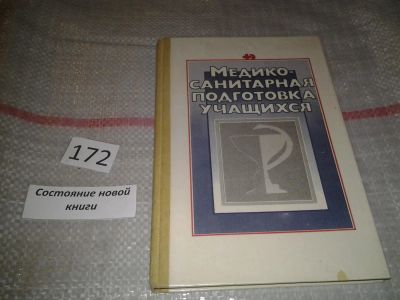 Медико-
санитарная
подготовка
учащихся
172
Состояние новой
книги